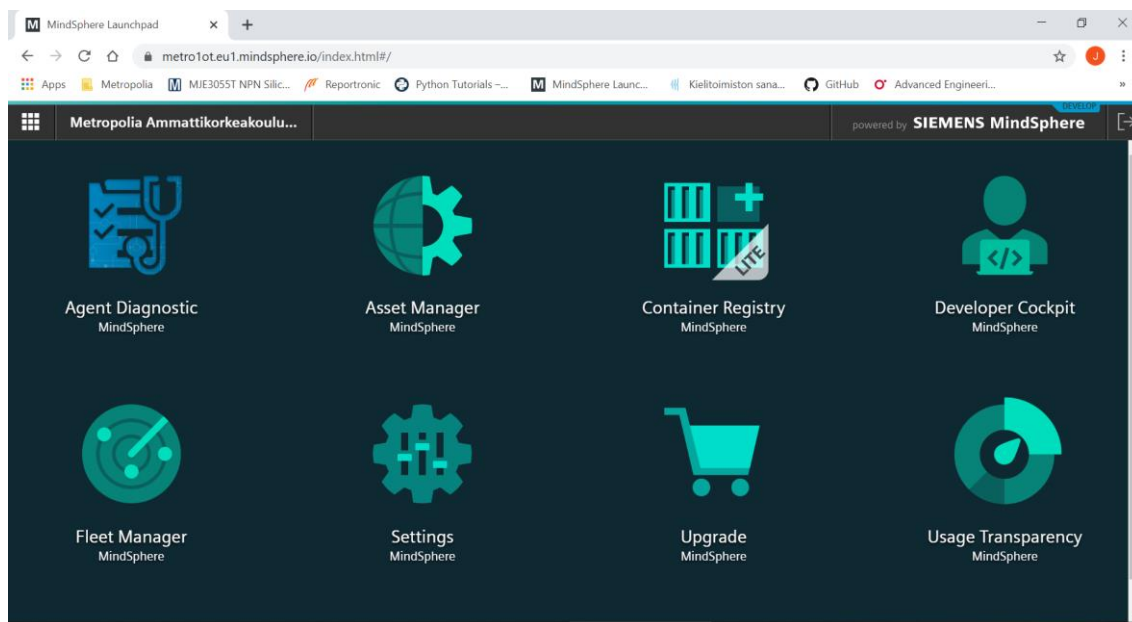 M MindSphere Launchpad
metro1ot.eu1.mindsphere.io/index.html#/
J
Apps Metropolia M MJE3055T NPN Silic... Reportronic Python Tutorials –... M MindSphere Launc... Kielitoimiston sana... GitHub Advanced Engineeri... »
DEVELOP
Metropolia Ammattikorkeakoulu... powered by SIEMENS MindSphere
LITE
</>
Agent Diagnostic Asset Manager Container Registry Developer Cockpit
MindSphere MindSphere MindSphere MindSphere
Fleet Manager Settings Upgrade Usage Transparency
MindSphere MindSphere MindSphere MindSphere